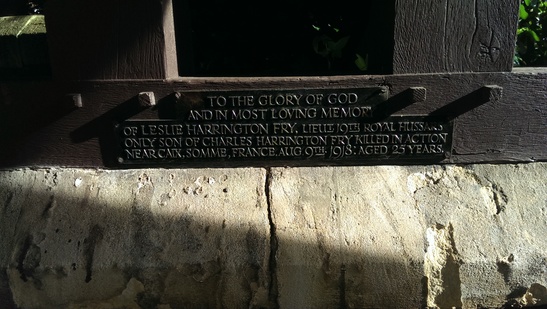 TO THE GLORY OF GOD
AND IN MOST LOVING MEMORY
OF LESLIE HARRINGTON FRY, LIEUT 19TH ROYAL HUSSARS
ONLY SON OF CHARLES HARRINGTON FRY, KILLED IN ACTION
NEAR CAIX, SOMME, FRANCE, AUG 9TH 1918. AGED 25 YEARS.